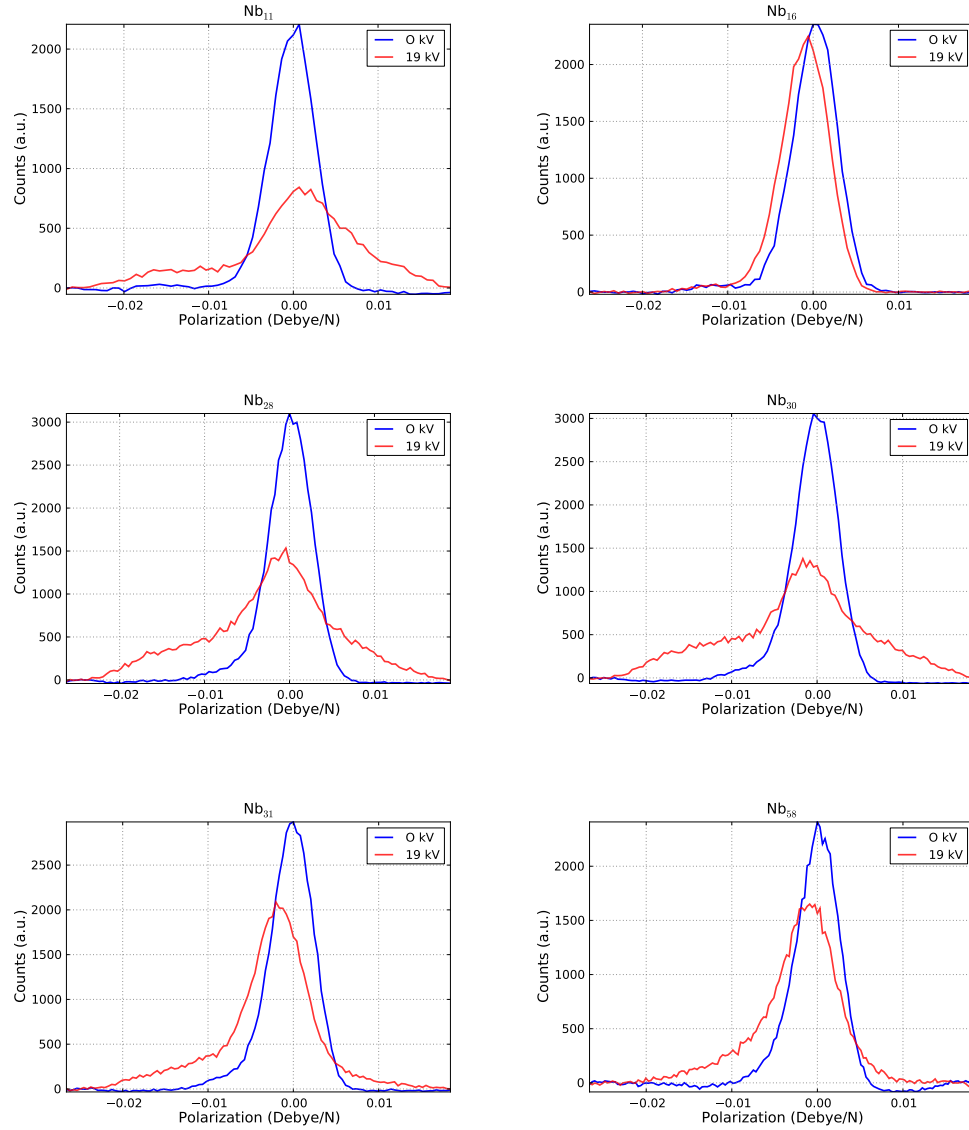 Nb11
Counts (a.u.)
2000
1500
1000
500
0
O kV
19 kV
−0.02 −0.01 0.00 0.01
Polarization (Debye/N)
Nb16
Counts (a.u.)
2000
1500
1000
500
0
O kV
19 kV
−0.02 −0.01 0.00 0.01
Polarization (Debye/N)
Nb28
Counts (a.u.)
3000
2500
2000
1500
1000
500
0
O kV
19 kV
−0.02 −0.01 0.00 0.01
Polarization (Debye/N)
Nb30
Counts (a.u.)
3000
2500
2000
1500
1000
500
0
O kV
19 kV
−0.02 −0.01 0.00 0.01
Polarization (Debye/N)
Nb31
Counts (a.u.)
2500
2000
1500
1000
500
0
O kV
19 kV
−0.02 −0.01 0.00 0.01
Polarization (Debye/N)
Nb58
Counts (a.u.)
2000
1500
1000
500
0
O kV
19 kV
−0.02 −0.01 0.00 0.01
Polarization (Debye/N)